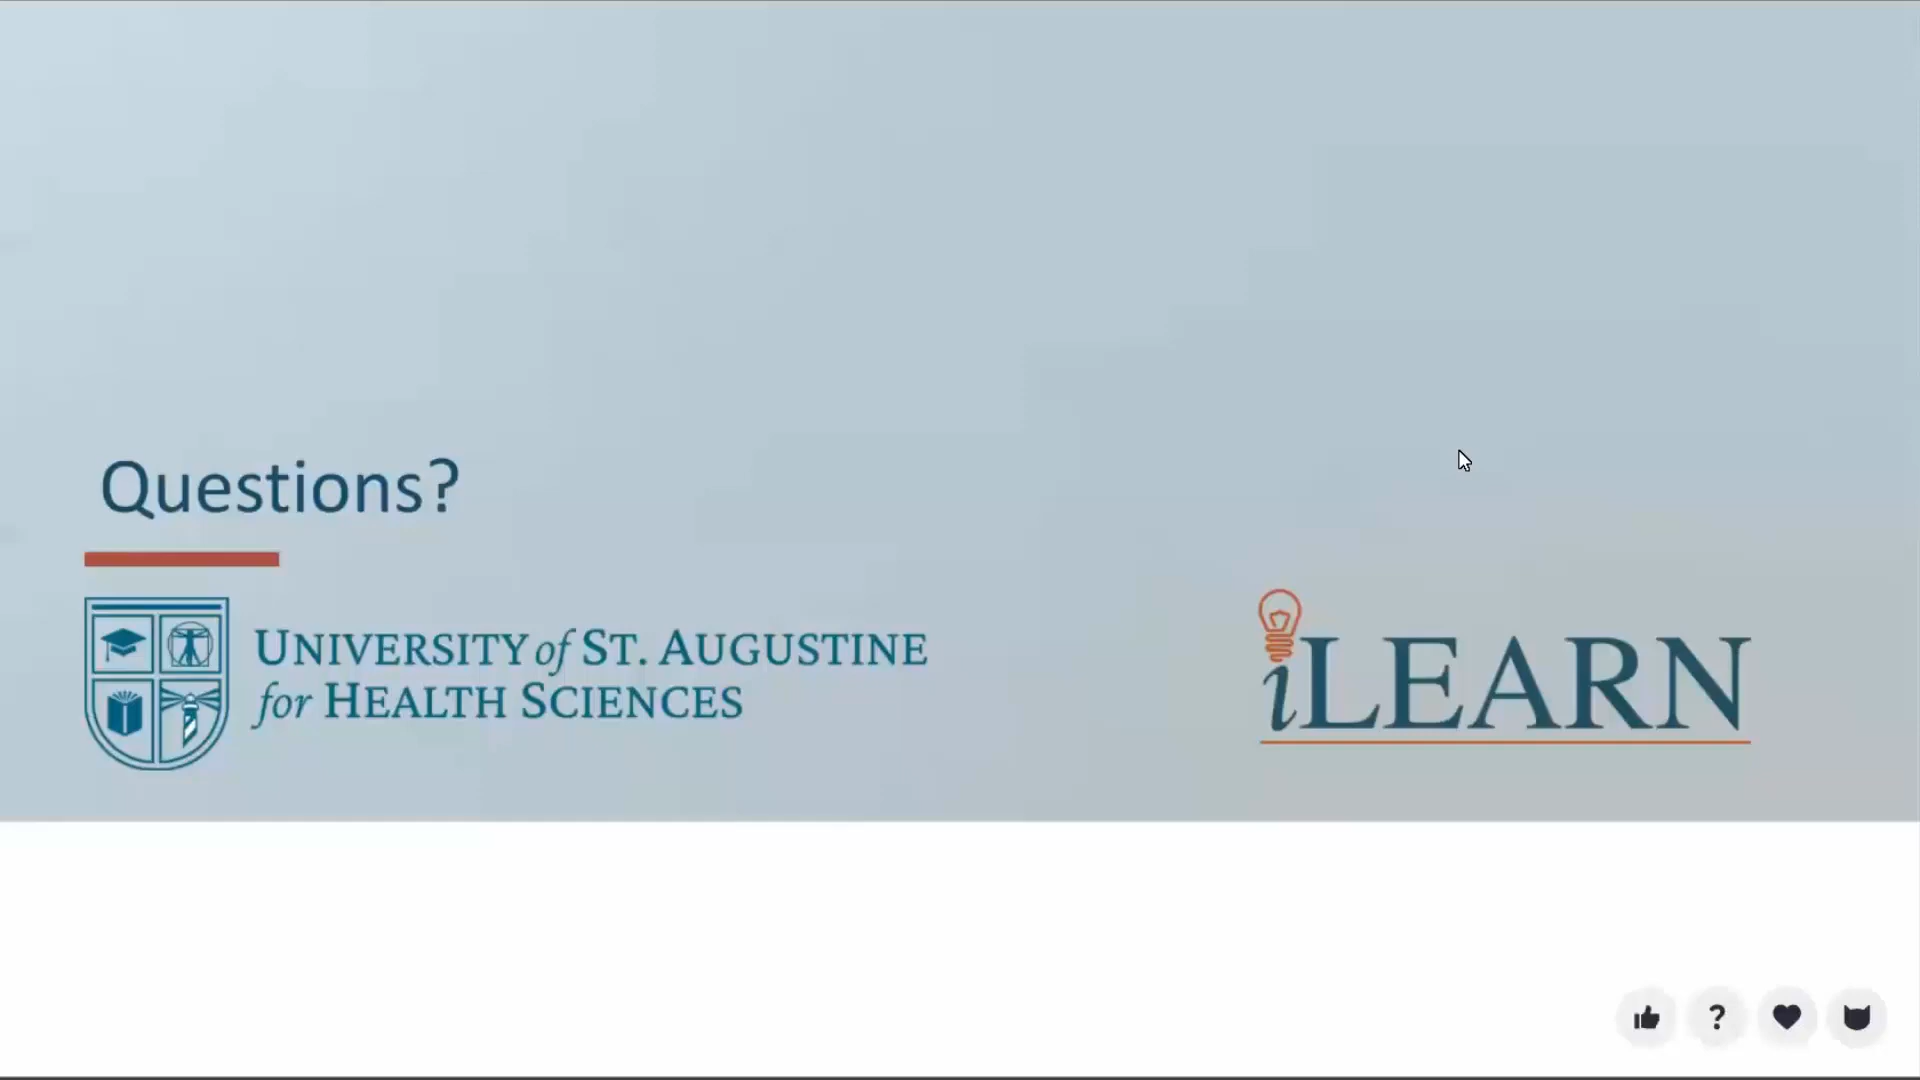 Questions?
UNIVERSITY of ST. AUGUSTINE
for HEALTH SCIENCES
iLEARN
?